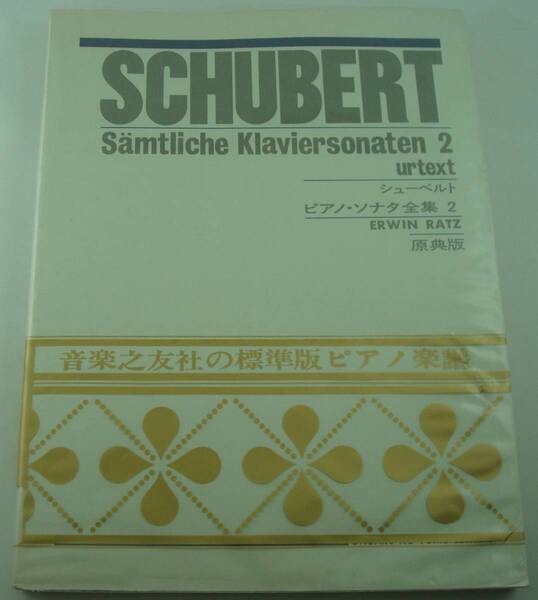 SCHUBERT
Sämtliche Klaviersonaten 2
urtext
シューベルト
ピアノ・ソナタ全集 2
ERWIN RATZ
原典版
音楽之友社の標準版ピアノ楽譜